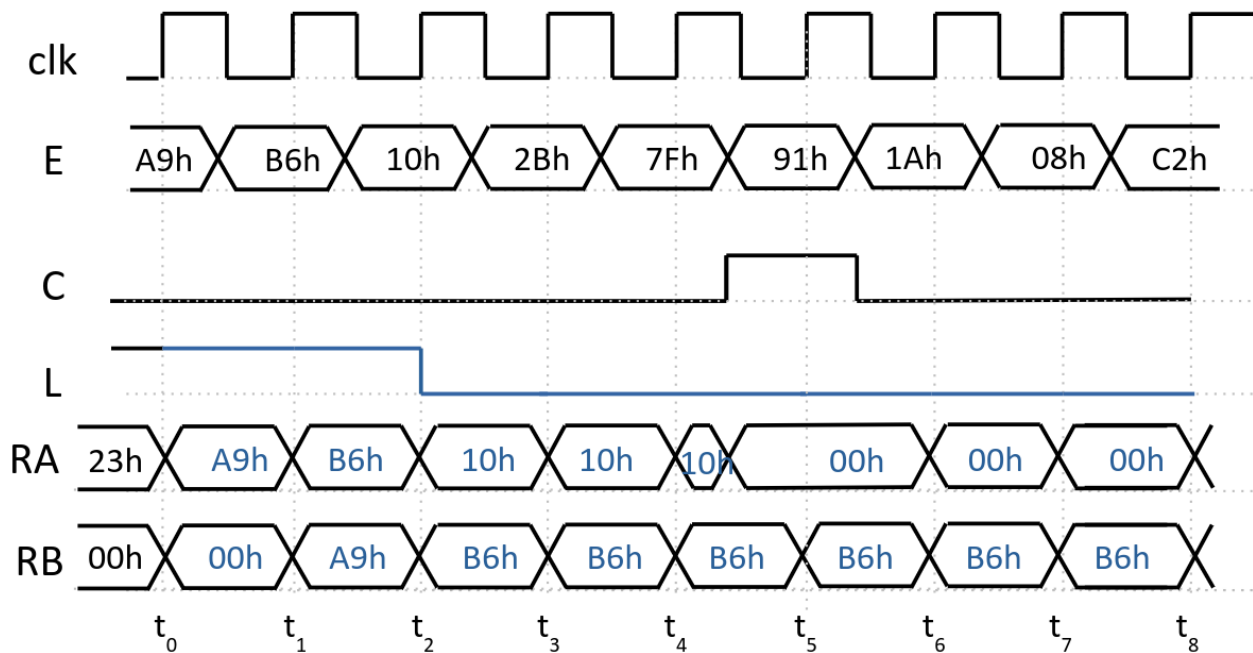 clk
E A9h B6h 10h 2Bh 7Fh 91h 1Ah 08h C2h
C
L
RA 23h A9h B6h 10h 10h 10h 00h 00h 00h
RB 00h 00h A9h B6h B6h B6h B6h B6h B6h
t0 t1 t2 t3 t4 t5 t6 t7 t8